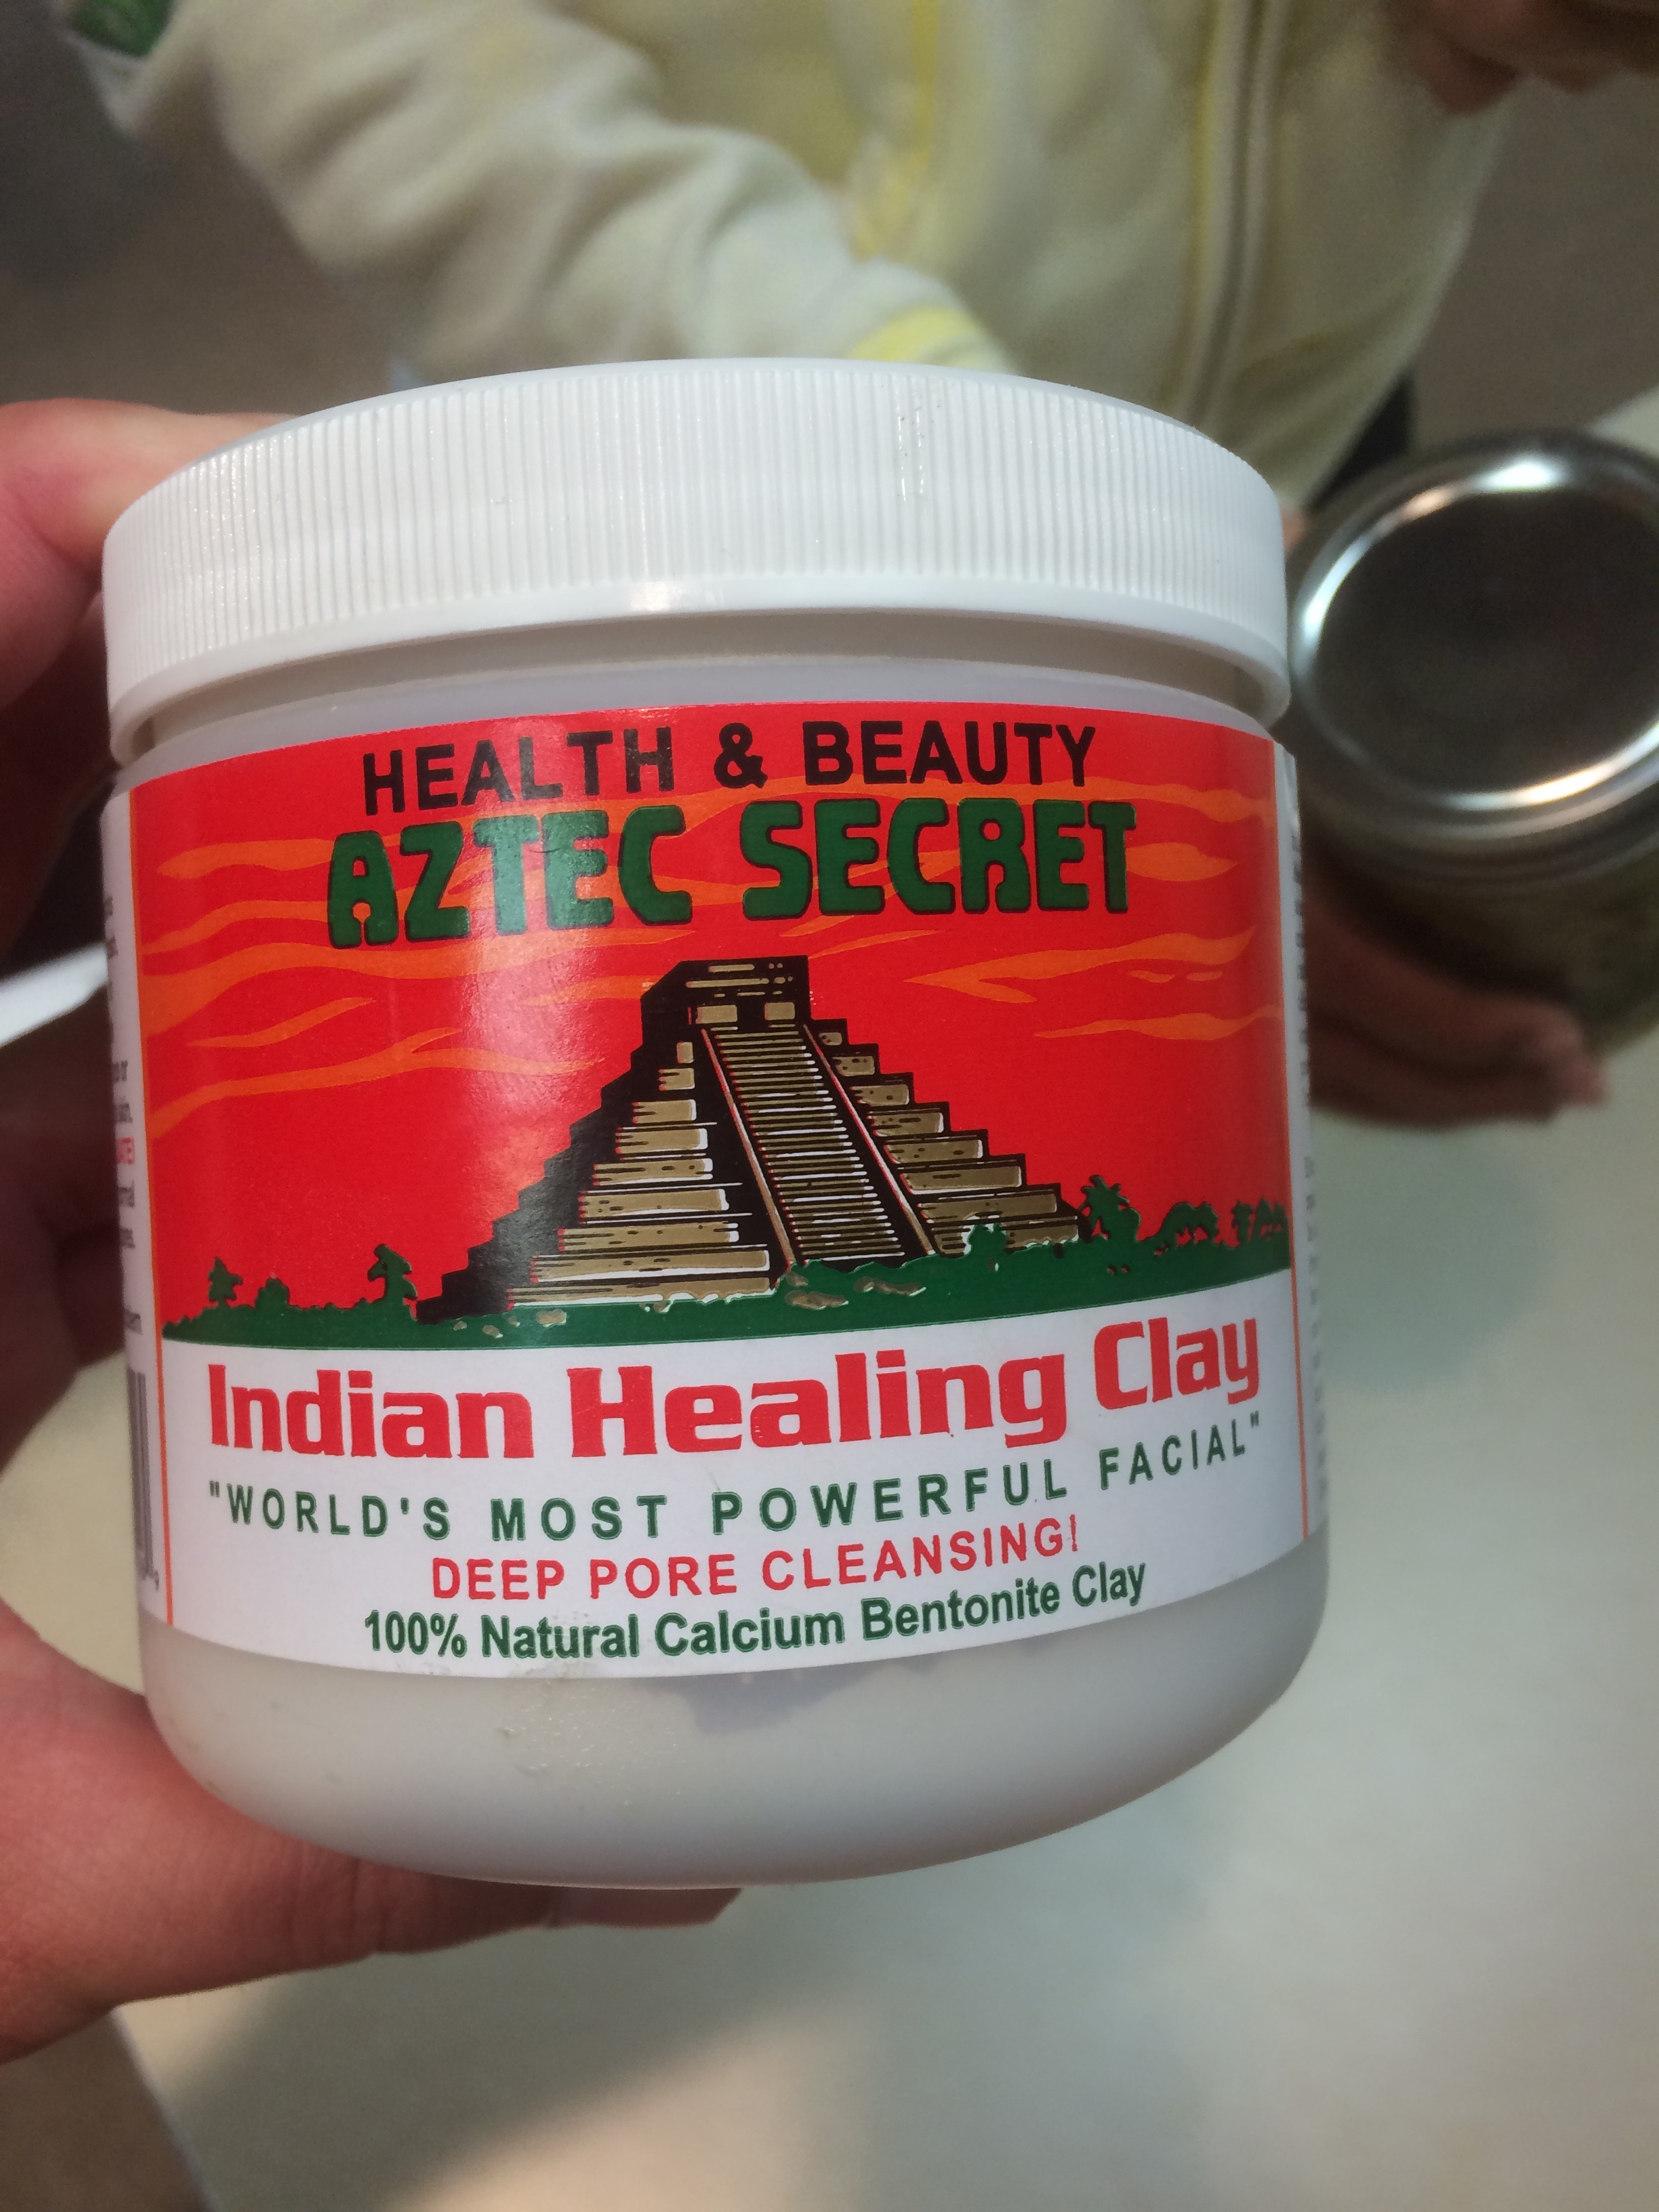 HEALTH & BEAUTY
AZTEC SECRET
Indian Healing Clay
"WORLD'S MOST POWERFUL FACIAL"
DEEP PORE CLEANSING!
100% Natural Calcium Bentonite Clay